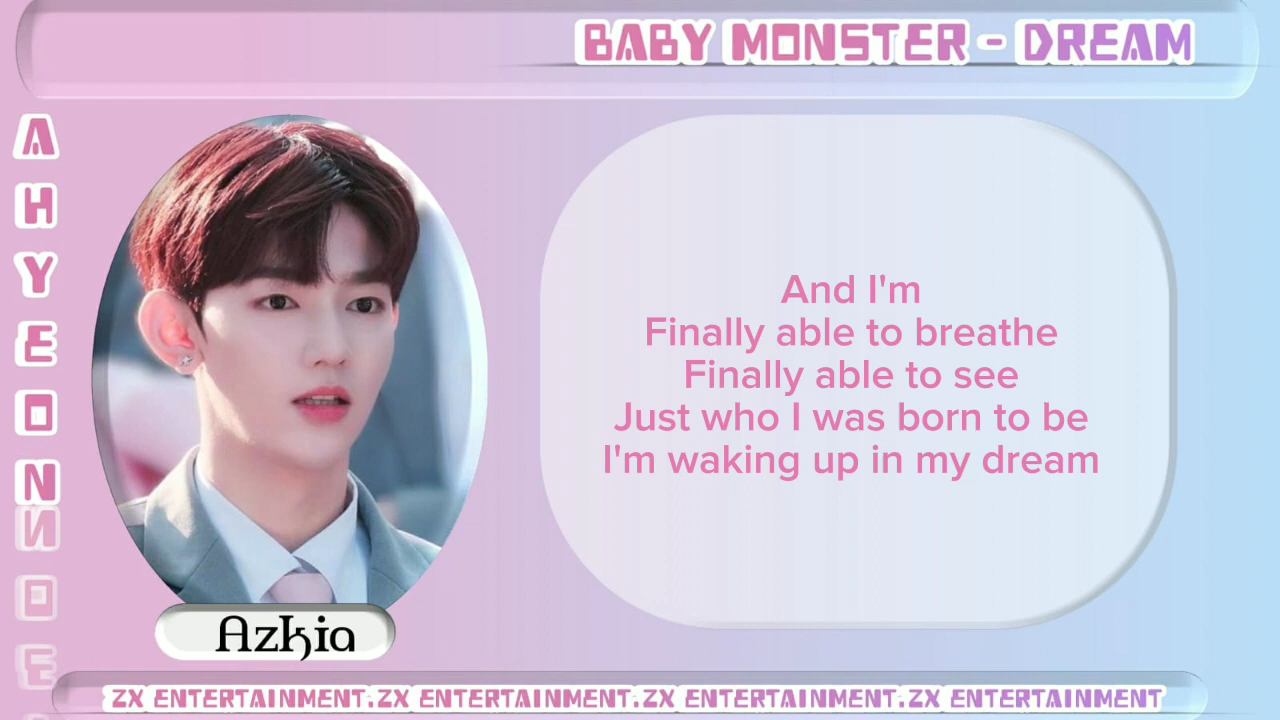 BABY MONSTER - DREAM
AHYEON
And I'm
Finally able to breathe
Finally able to see
Just who I was born to be
I'm waking up in my dream
Azkia
ZX ENTERTAINMENT.ZX ENTERTAINMENT.ZX ENTERTAINMENT.ZX ENTERTAINMENT